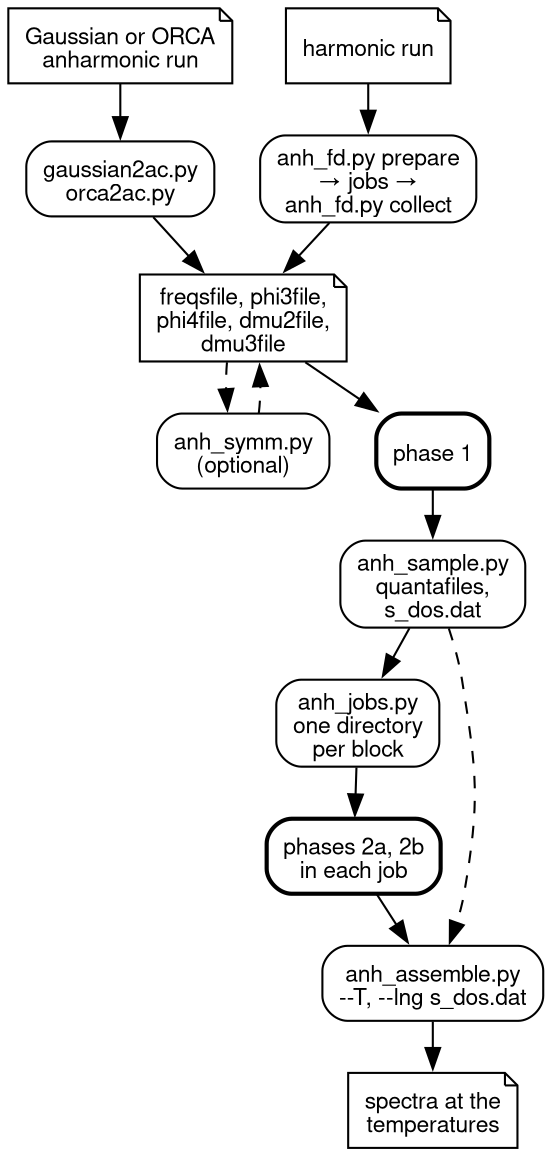 Gaussian or ORCA
anharmonic run
harmonic run
gaussian2ac.py
orca2ac.py
anh_fd.py prepare
→ jobs →
anh_fd.py collect
freqsfile, phi3file,
phi4file, dmu2file,
dmu3file
anh_symm.py
(optional)
phase 1
anh_sample.py
quantafiles,
s_dos.dat
anh_jobs.py
one directory
per block
phases 2a, 2b
in each job
anh_assemble.py
--T, --lng s_dos.dat
spectra at the
temperatures